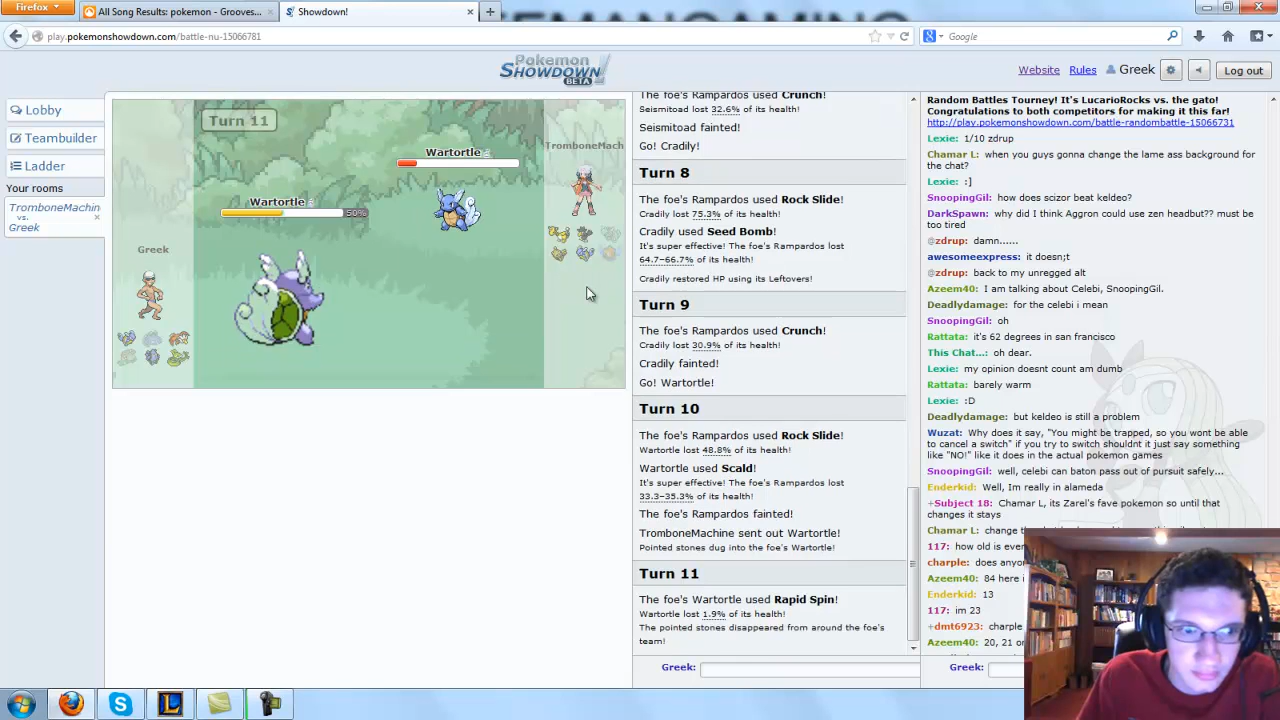 Firefox
All Song Results: pokemon - Grooves...
Showdown!
play.pokemonshowdown.com/battle-nu-15066781
Google
Pokemon
SHOWDOWN!
BETA
Website
Rules
Greek
Log out
Lobby
Teambuilder
Ladder
Your rooms
TromboneMachin
vs.
Greek
Turn 11
TromboneMach
Wartortle
Wartortle
50%
Greek
The foe's Rampardos used Crunch!
Seismitoad lost 32.6% of its health!
Seismitoad fainted!
Go! Cradily!
Turn 8
The foe's Rampardos used Rock Slide!
Cradily lost 75.3% of its health!
Cradily used Seed Bomb!
It's super effective! The foe's Rampardos lost
64.7–66.7% of its health!
Cradily restored HP using its Leftovers!
Turn 9
The foe's Rampardos used Crunch!
Cradily lost 30.9% of its health!
Cradily fainted!
Go! Wartortle!
Turn 10
The foe's Rampardos used Rock Slide!
Wartortle lost 48.8% of its health!
Wartortle used Scald!
It's super effective! The foe's Rampardos lost
33.3–35.3% of its health!
The foe's Rampardos fainted!
TromboneMachine sent out Wartortle!
Pointed stones dug into the foe's Wartortle!
Turn 11
The foe's Wartortle used Rapid Spin!
Wartortle lost 1.9% of its health!
The pointed stones disappeared from around the foe's
team!
Greek:
Random Battles Tourney! It's LucarioRocks vs. the gato!
Congratulations to both competitors for making it this far!
http://play.pokemonshowdown.com/battle-randombattle-15066731
Lexie: 1/10 zdrup
Chamar L: when you guys gonna change the lame ass background for
the chat?
Lexie: :]
SnoopingGil: how does scizor beat keldeo?
DarkSpawn: why did I think Aggron could use zen headbut?? must be
too tired
@zdrup: damn......
awesomeexpress: it doesn;t
@zdrup: back to my unregged alt
Azeem40: I am talking about Celebi, SnoopingGil.
Deadlydamage: for the celebi i mean
SnoopingGil: oh
Rattata: it's 62 degrees in san francisco
This Chat...: oh dear.
Lexie: my opinion doesnt count am dumb
Rattata: barely warm
Lexie: :D
Deadlydamage: but keldeo is still a problem
Wuzat: Why does it say, "You might be trapped, so you wont be able
to cancel a switch" if you try to switch shouldnt it just say something
like "NO!" like it does in the actual pokemon games
SnoopingGil: well, celebi can baton pass out of pursuit safely...
Enderkid: Well, Im really in alameda
+Subject 18: Chamar L, its Zarel's fave pokemon so until that
changes it stays
Chamar L: change
117: how old is
charple: does
Azeem40: 84 here
Enderkid: 13
117: im 23
+dmt6923: charple
Azeem40: 20, 21
Greek: